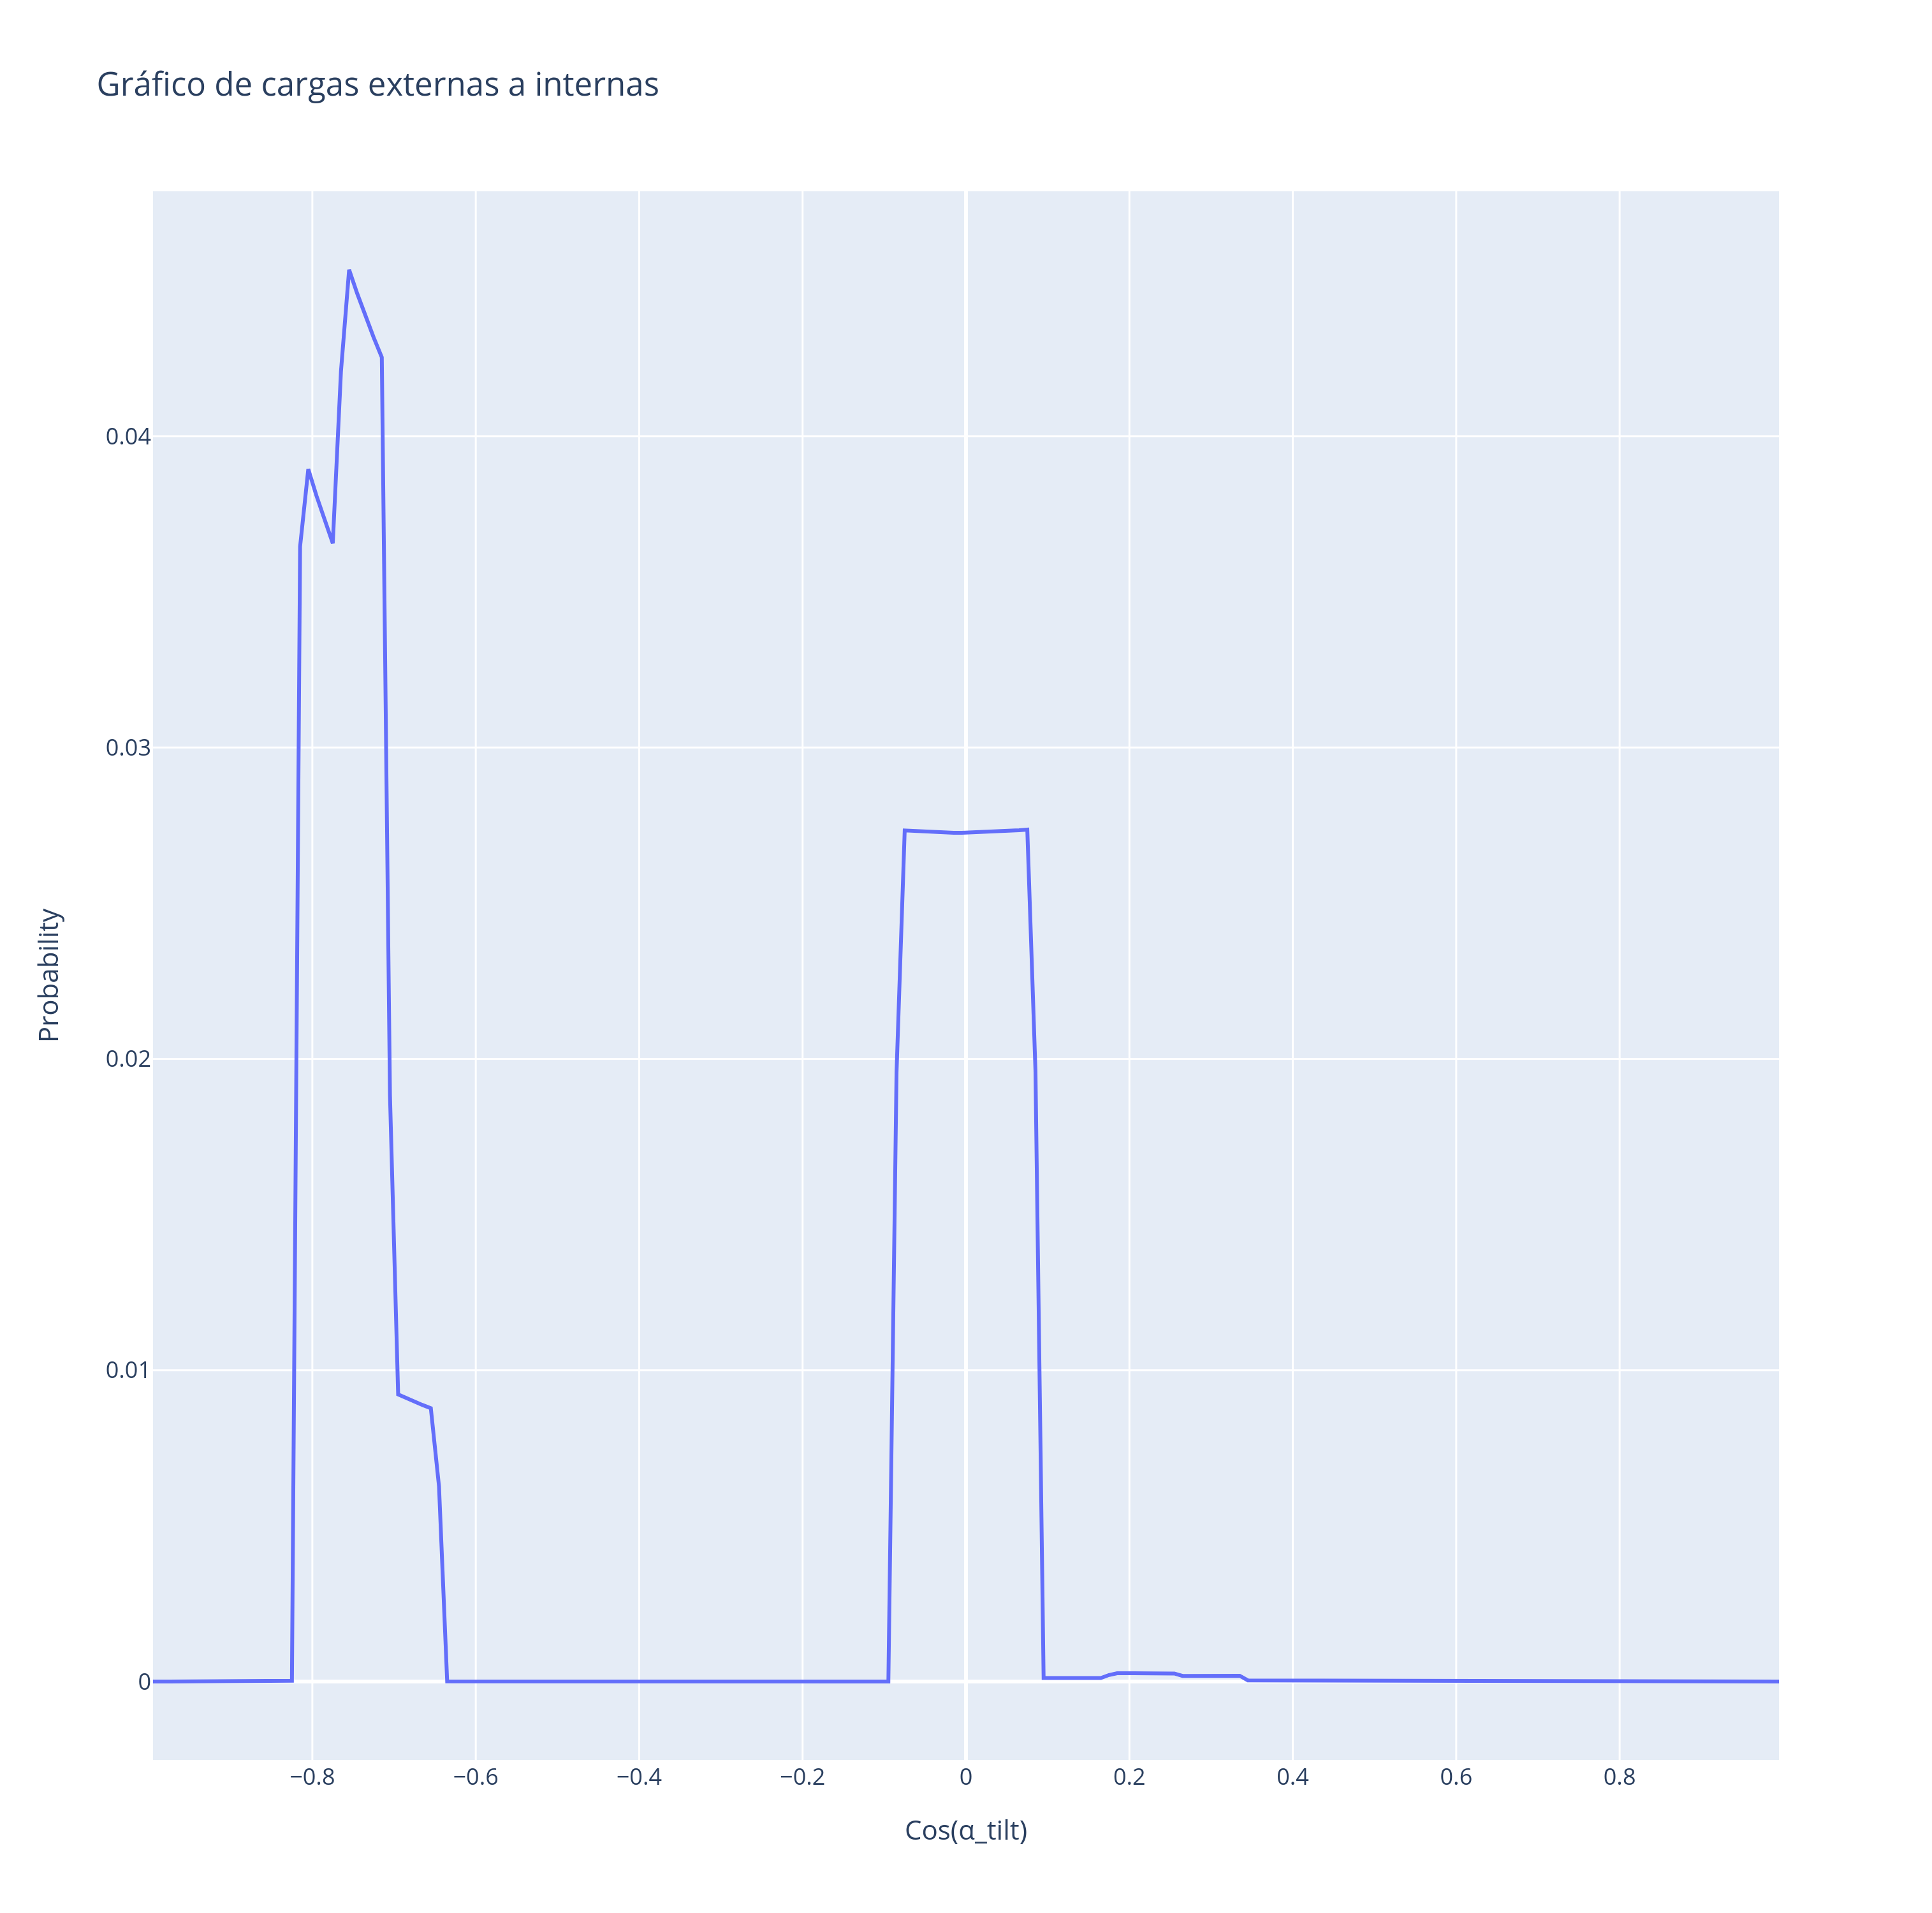 Gráfico de cargas externas a internas
0.04
0.03
0.02
0.01
0
Probability
−0.8 −0.6 −0.4 −0.2 0 0.2 0.4 0.6 0.8
Cos(α_tilt)